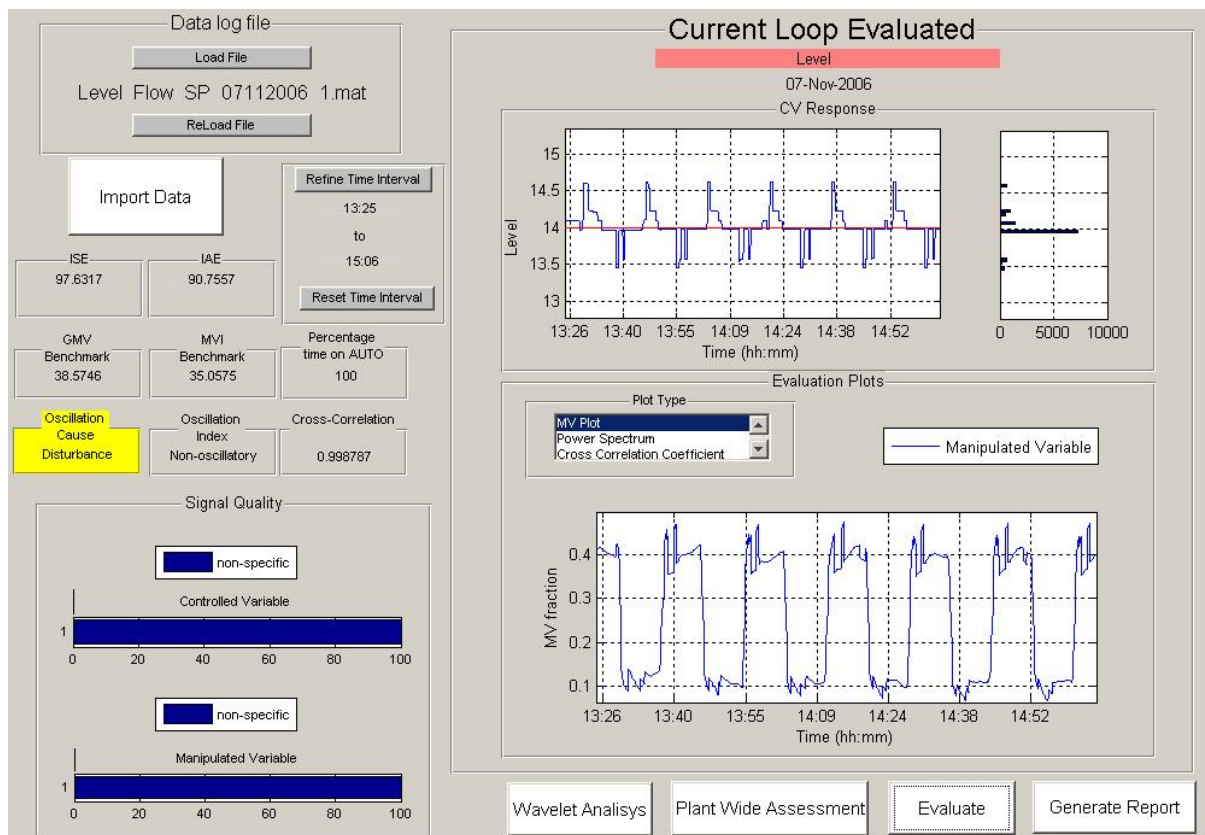 Data log file
Load File
Level Flow SP 07112006 1.mat
ReLoad File
Import Data
Refine Time Interval
13:25
to
15:06
Reset Time Interval
ISE
97.6317
IAE
90.7557
GMV
Benchmark
38.5746
MVI
Benchmark
35.0575
Percentage
time on AUTO
100
Oscillation
Cause
Disturbance
Oscillation
Index
Non-oscillatory
Cross-Correlation
0.998787
Signal Quality
non-specific
Controlled Variable
1
0 20 40 60 80 100
non-specific
Manipulated Variable
1
0 20 40 60 80 100
Current Loop Evaluated
Level
07-Nov-2006
CV Response
Level
15
14.5
14
13.5
13
13:26 13:40 13:55 14:09 14:24 14:38 14:52
Time (hh:mm)
0 5000 10000
Evaluation Plots
Plot Type
MV Plot
Power Spectrum
Cross Correlation Coefficient
Manipulated Variable
MV fraction
0.4
0.3
0.2
0.1
13:26 13:40 13:55 14:09 14:24 14:38 14:52
Time (hh:mm)
Wavelet Analisys
Plant Wide Assessment
Evaluate
Generate Report